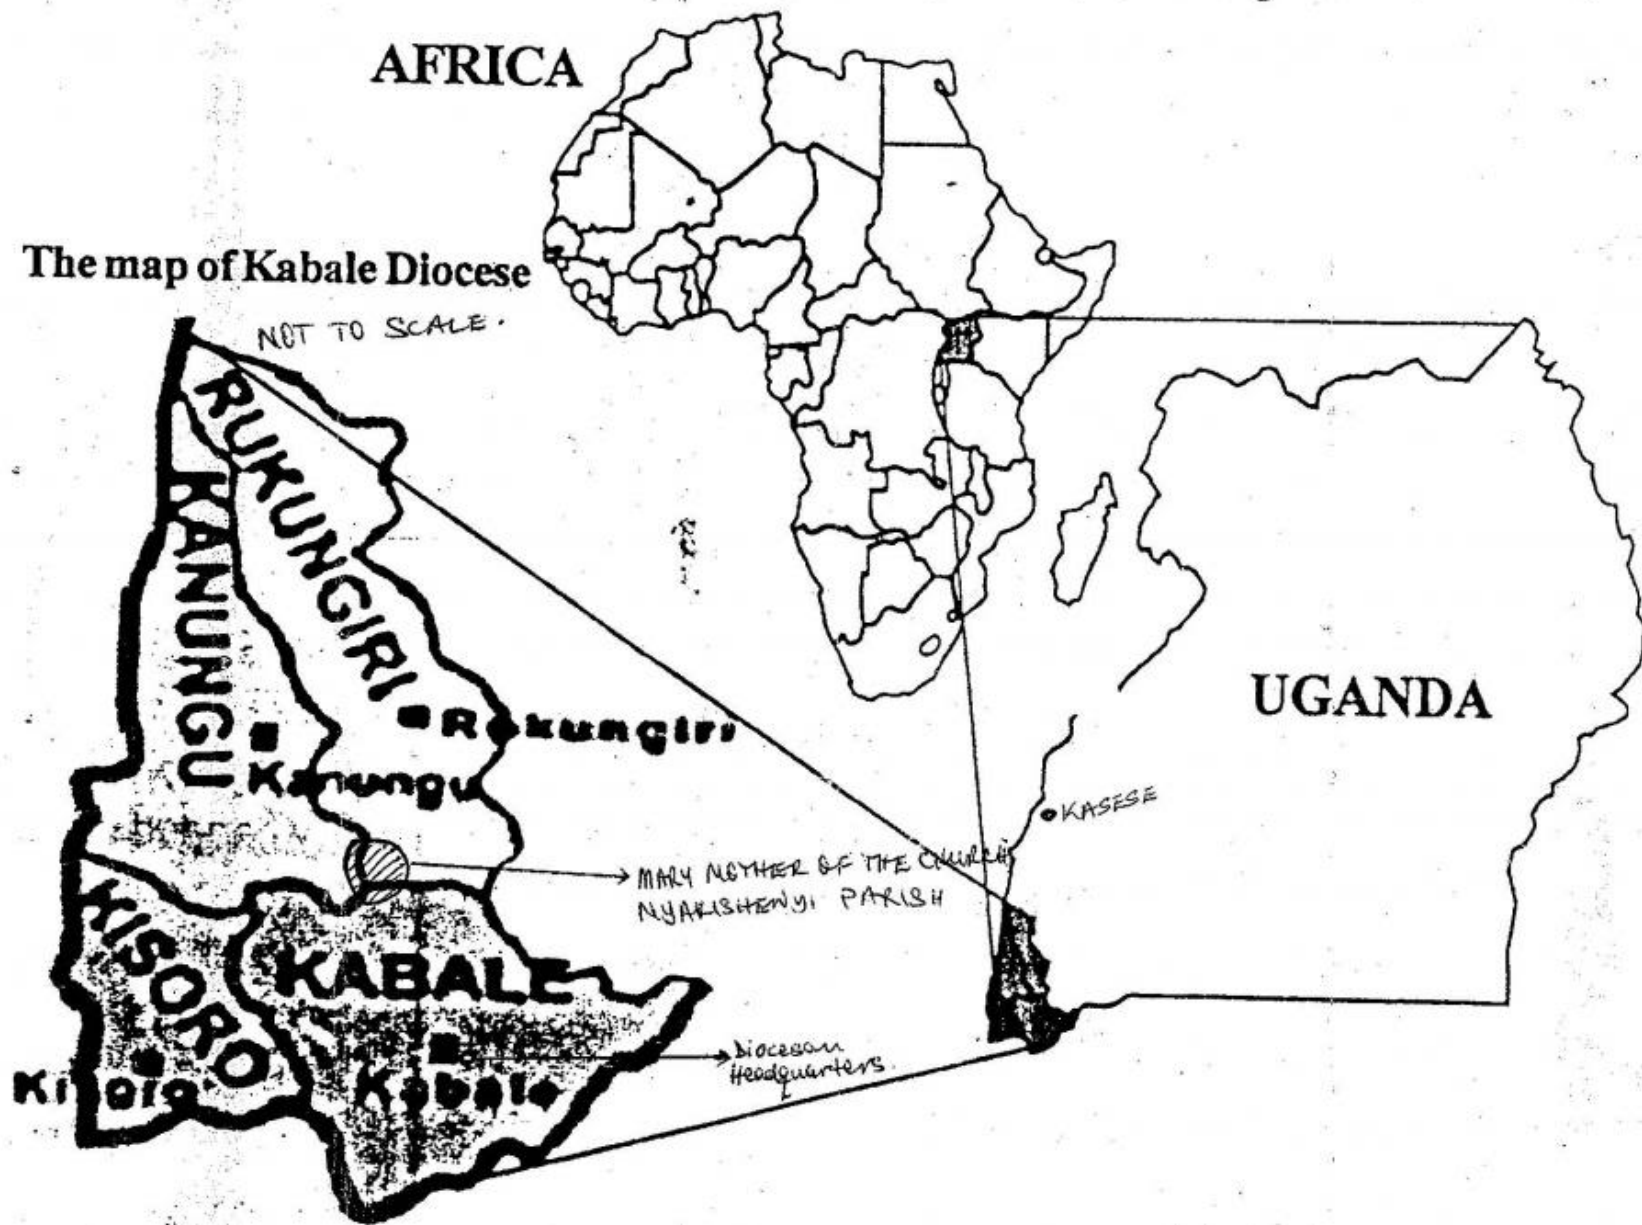 AFRICA
The map of Kabale Diocese
NOT TO SCALE.
RUKUNGIRI
KANUNGU
UGANDA
Kanungu
KASESE
MARY MOTHER OF THE CHURCH
NYARISHENYI PARISH
KISORO
KABALE
Diocesan
Headquarters
Kabale